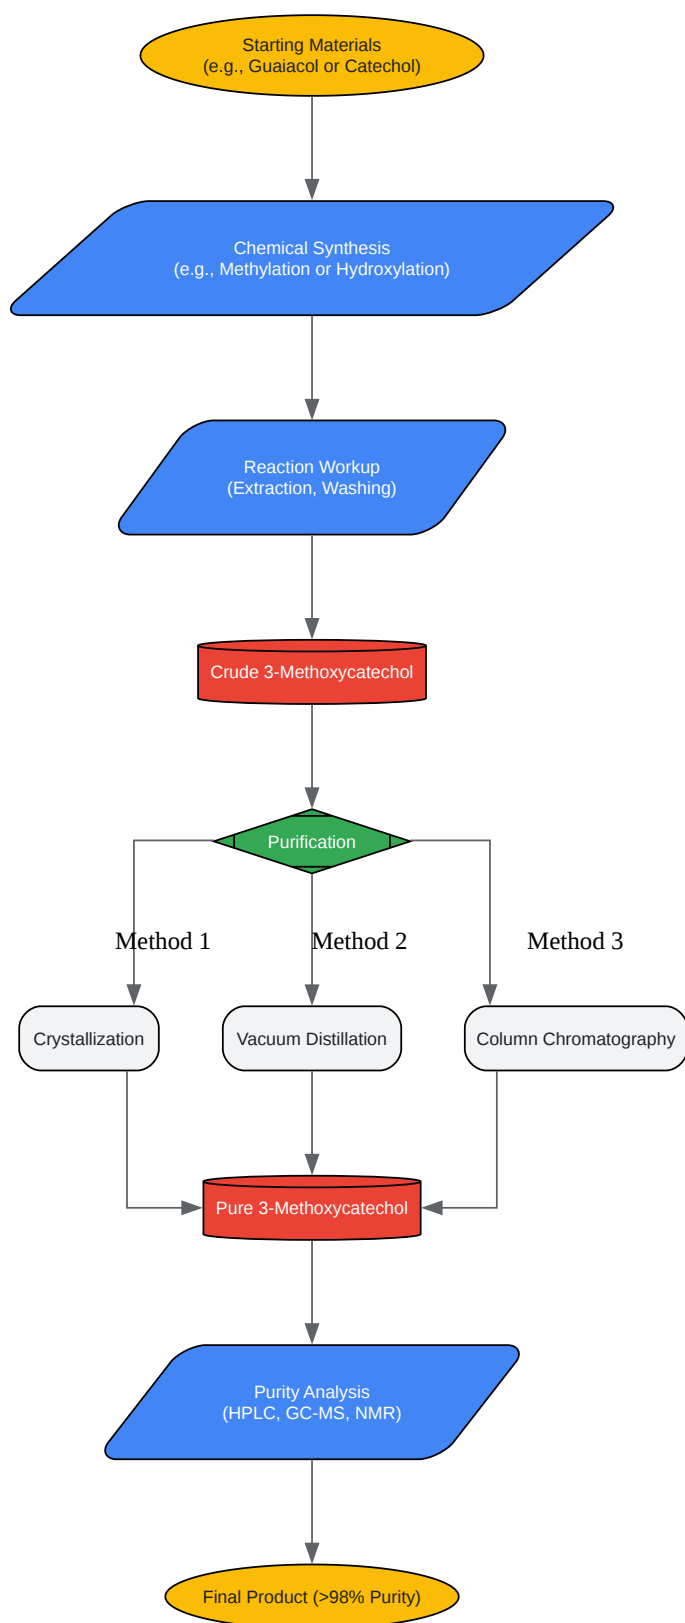 Starting Materials
(e.g., Guaiacol or Catechol)
Chemical Synthesis
(e.g., Methylation or Hydroxylation)
Reaction Workup
(Extraction, Washing)
Crude 3-Methoxycatechol
Purification
Method 1
Method 2
Method 3
Crystallization
Vacuum Distillation
Column Chromatography
Pure 3-Methoxycatechol
Purity Analysis
(HPLC, GC-MS, NMR)
Final Product (>98% Purity)